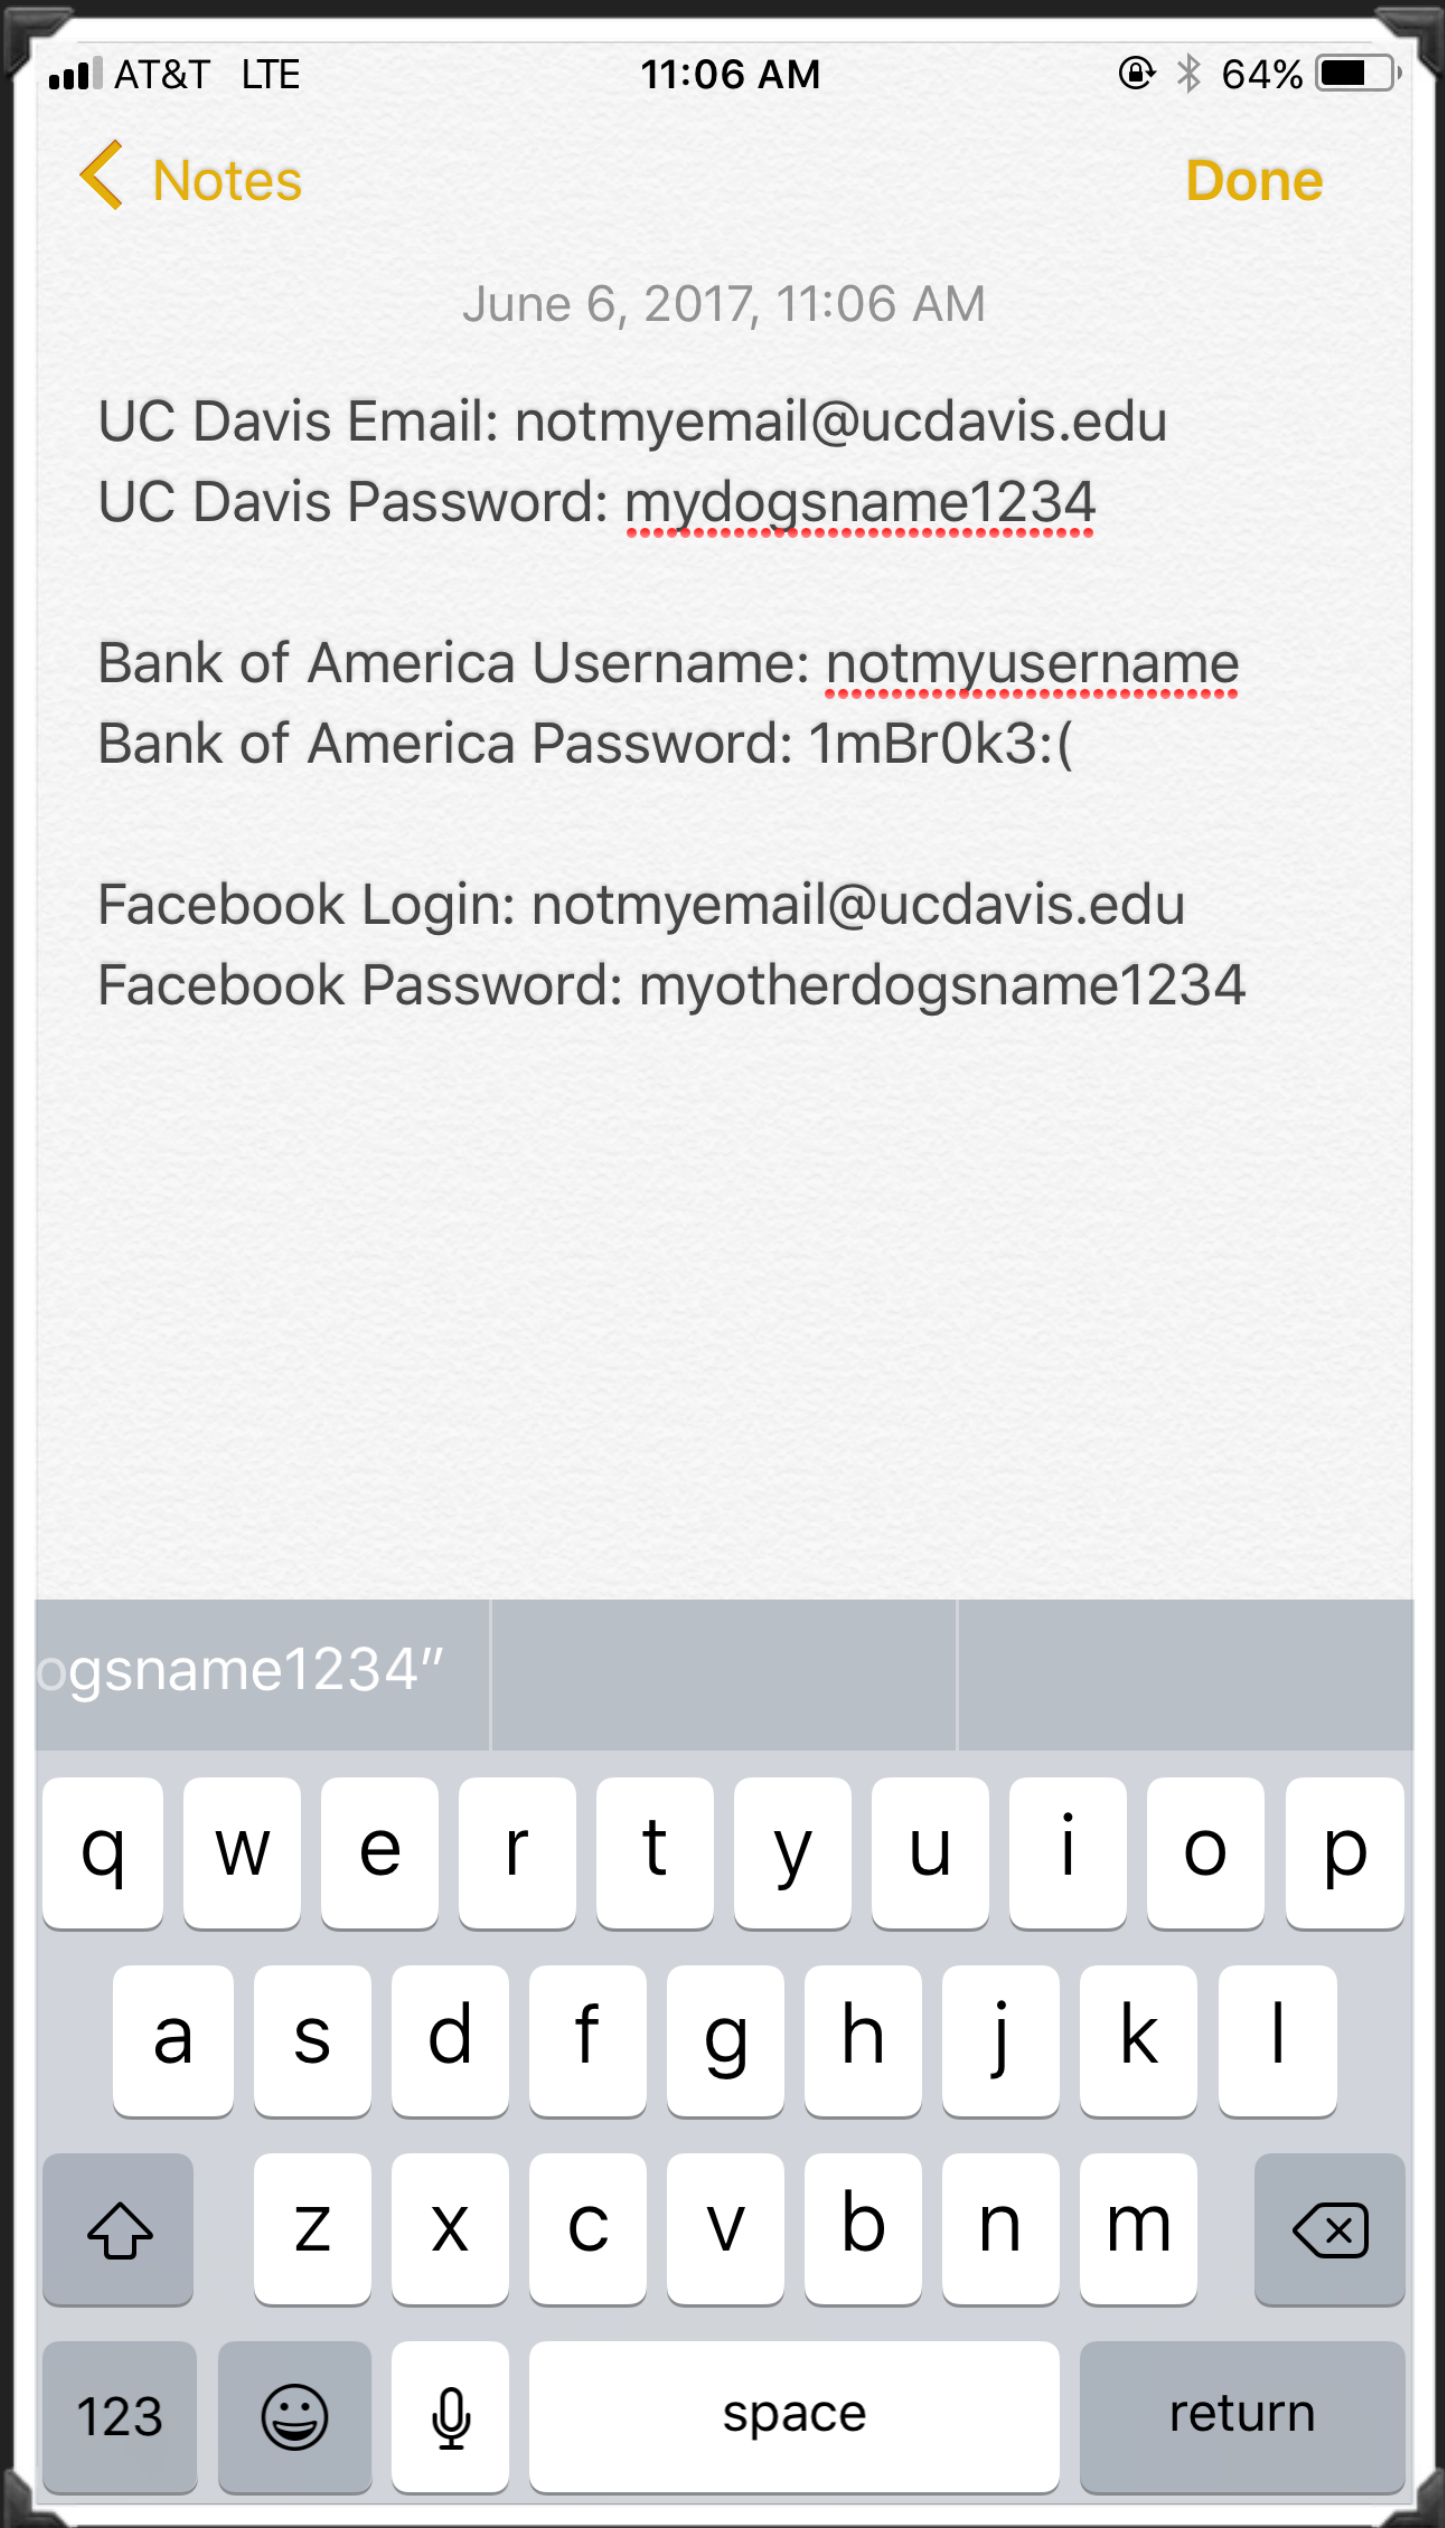 AT&T LTE 11:06 AM 64%
Notes Done
June 6, 2017, 11:06 AM
UC Davis Email: notmyemail@ucdavis.edu
UC Davis Password: mydogsname1234
Bank of America Username: notmyusername
Bank of America Password: 1mBr0k3:(
Facebook Login: notmyemail@ucdavis.edu
Facebook Password: myotherdogsname1234
ogsname1234"
q w e r t y u i o p
a s d f g h j k l
z x c v b n m
123 space return